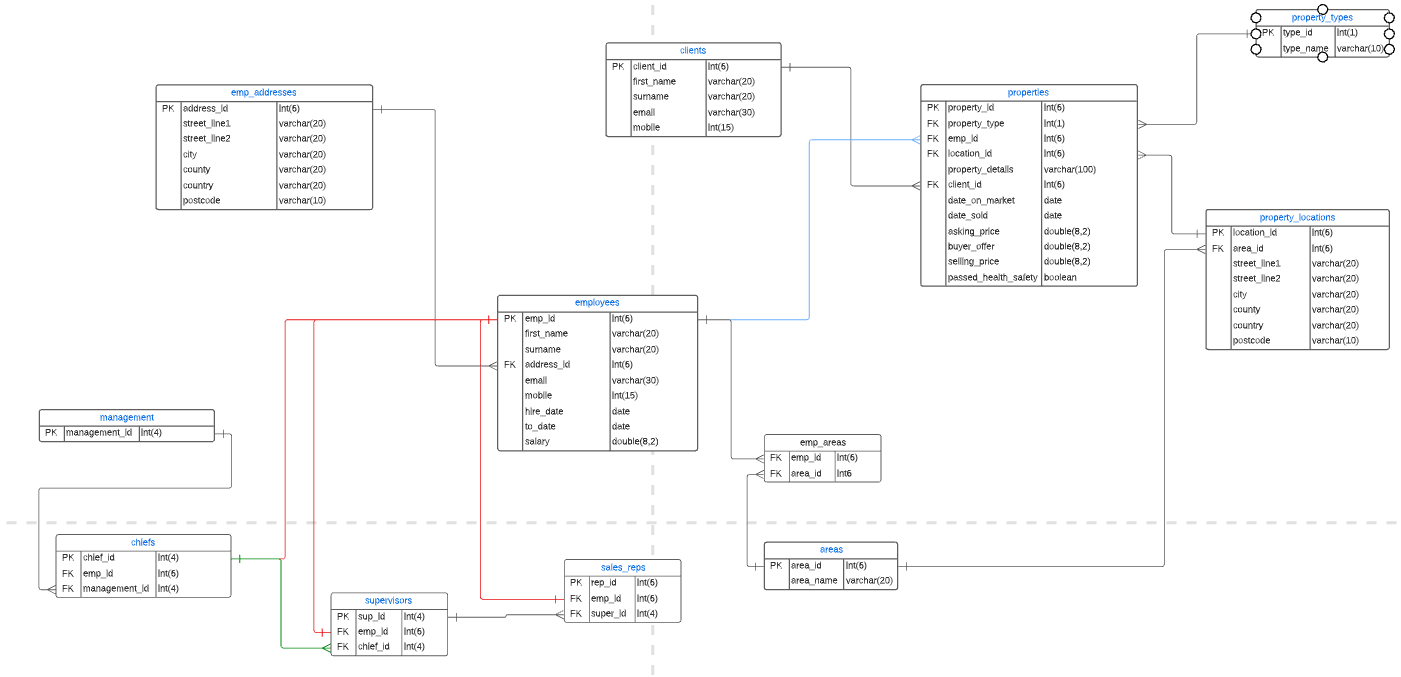 property_types
PK type_id Int(1)
type_name varchar(10)
clients
PK client_id Int(6)
first_name varchar(20)
surname varchar(20)
email varchar(30)
mobile Int(15)
emp_addresses
PK address_id Int(6)
street_line1 varchar(20)
street_line2 varchar(20)
city varchar(20)
county varchar(20)
country varchar(20)
postcode varchar(10)
properties
PK property_id Int(6)
FK property_type Int(1)
FK emp_id Int(6)
FK location_id Int(6)
property_details varchar(100)
FK client_id Int(6)
date_on_market date
date_sold date
asking_price double(8,2)
buyer_offer double(8,2)
selling_price double(8,2)
passed_health_safety boolean
property_locations
PK location_id Int(6)
FK area_id Int(6)
street_line1 varchar(20)
street_line2 varchar(20)
city varchar(20)
county varchar(20)
country varchar(20)
postcode varchar(10)
employees
PK emp_id Int(6)
first_name varchar(20)
surname varchar(20)
FK address_id Int(6)
email varchar(30)
mobile Int(15)
hire_date date
to_date date
salary double(8,2)
management
PK management_id Int(4)
emp_areas
FK emp_id Int(6)
FK area_id Int6
chiefs
PK chief_id Int(4)
FK emp_id Int(6)
FK management_id Int(4)
areas
PK area_id Int(6)
area_name varchar(20)
sales_reps
PK rep_id Int(6)
FK emp_id Int(6)
FK super_id Int(4)
supervisors
PK sup_id Int(4)
FK emp_id Int(6)
FK chief_id Int(4)